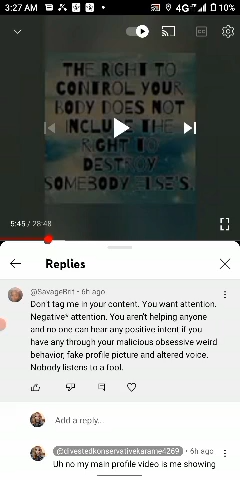 3:27 AM
4G
10%
THE RIGHT TO
CONTROL YOUR
BODY DOES NOT
INCLUDE THE
RIGHT TO
DESTROY
SOMEBODY ELSE'S.
5:45 / 28:48
Replies
@SavageBrit • 6h ago
Don't tag me in your content. You want attention.
Negative* attention. You aren't helping anyone
and no one can hear any positive intent if you
have any through your malicious obsessive weird
behavior, fake profile picture and altered voice.
Nobody listens to a fool.
Add a reply...
@divestedkonservativekarame4269 • 6h ago
Uh no my main profile video is me showing